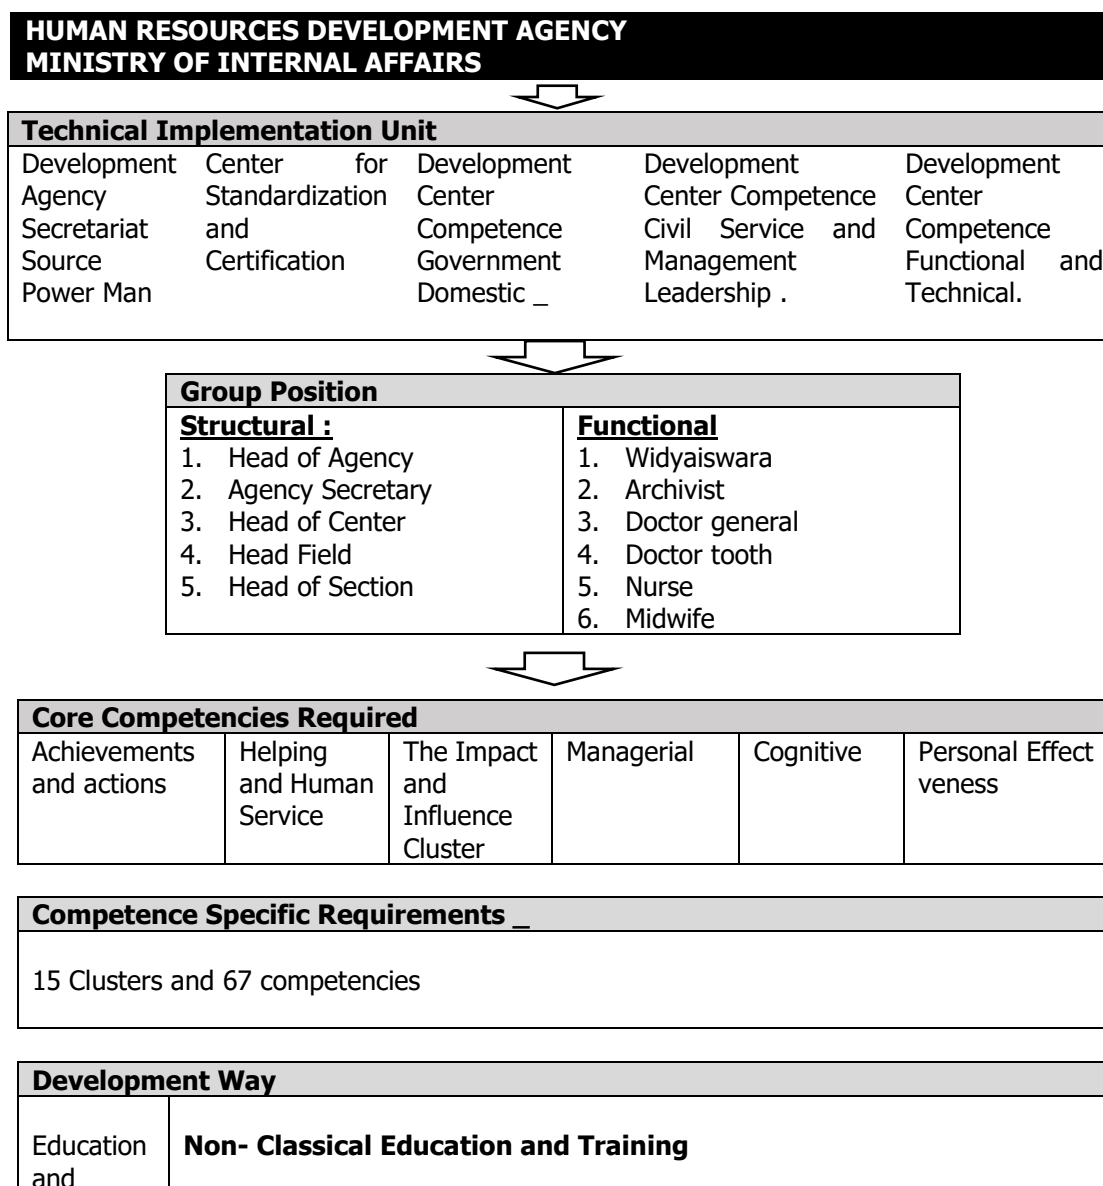 HUMAN RESOURCES DEVELOPMENT AGENCY
MINISTRY OF INTERNAL AFFAIRS
Technical Implementation Unit
Development
Agency
Secretariat
Source
Power Man
Center for
Standardization
and
Certification
Development
Center
Competence
Government
Domestic _
Development
Center Competence
Civil Service and
Management
Leadership .
Development
Center
Competence
Functional and
Technical.
Group Position
Structural :
1. Head of Agency
2. Agency Secretary
3. Head of Center
4. Head Field
5. Head of Section
Functional
1. Widyaiswara
2. Archivist
3. Doctor general
4. Doctor tooth
5. Nurse
6. Midwife
Core Competencies Required
Achievements
and actions
Helping
and Human
Service
The Impact
and
Influence
Cluster
Managerial
Cognitive
Personal Effect
veness
Competence Specific Requirements _
15 Clusters and 67 competencies
Development Way
Education
and
Non- Classical Education and Training